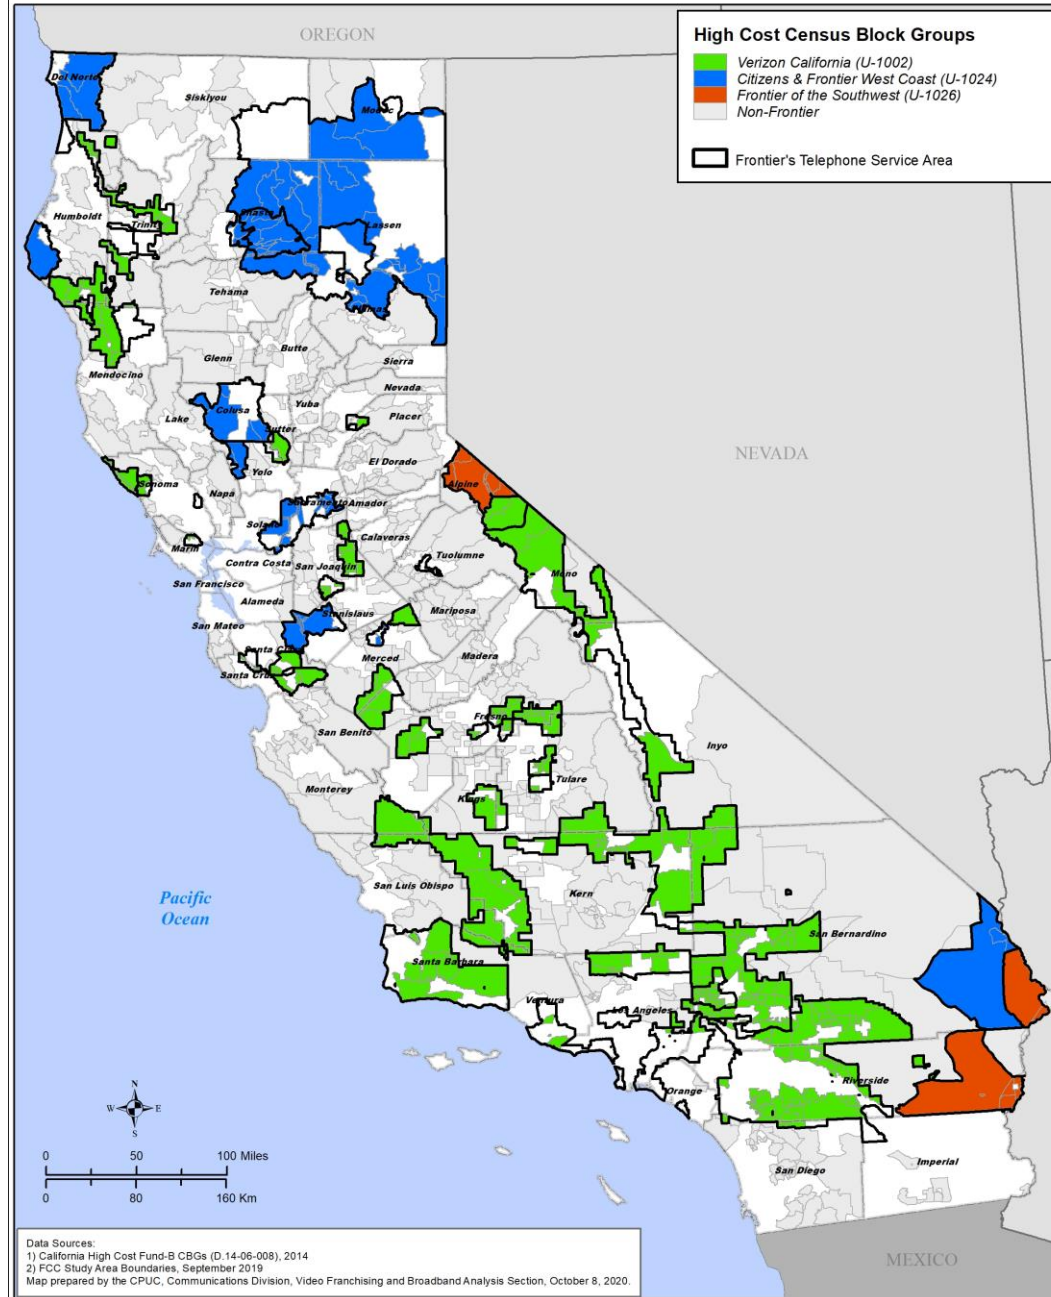 OREGON
High Cost Census Block Groups
Verizon California (U-1002)
Citizens & Frontier West Coast (U-1024)
Frontier of the Southwest (U-1026)
Non-Frontier
Frontier's Telephone Service Area
Del Norte
Siskiyou
Modoc
Humboldt
Trinity
Shasta
Lassen
Tehama
Plumas
Butte
Glenn
Sierra
Mendocino
Nevada
Colusa
Yuba
Lake
Placer
Sutter
NEVADA
El Dorado
Yolo
Sonoma
Napa
Alpine
Sacramento
Amador
Solano
Calaveras
Marin
Tuolumne
Contra Costa
San Joaquin
Mono
San Francisco
Alameda
Stanislaus
Mariposa
San Mateo
Santa Cl
Merced
Madera
Santa Cruz
Fresno
San Benito
Inyo
Tulare
Monterey
Kings
San Luis Obispo
Kern
Pacific
Ocean
San Bernardino
Santa Barbara
Ventura
Los Angeles
Riverside
Orange
San Diego
Imperial
N
W
E
S
0
50
100 Miles
0
80
160 Km
MEXICO
Data Sources:
1) California High Cost Fund-B CBGs (D.14-06-008), 2014
2) FCC Study Area Boundaries, September 2019
Map prepared by the CPUC, Communications Division, Video Franchising and Broadband Analysis Section, October 8, 2020.